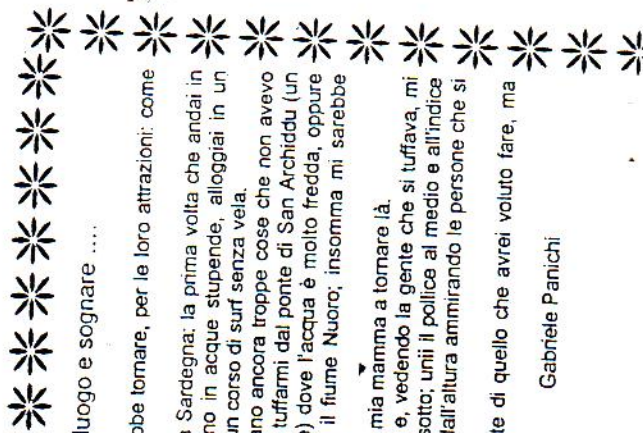 luogo e sognare .....
bbe tornare, per le loro attrazioni: come
Sardegna: la prima volta che andai in
no in acque stupende, alloggiai in un
un corso di surf senza vela.
ano ancora troppe cose che non avevo
tuffarmi dal ponte di San Archiddu (un
e) dove l'acqua è molto fredda, oppure
il fiume Nuoro; insomma mi sarebbe
mia mamma a tornare là.
e, vedendo la gente che si tuffava, mi
sotto; unii il pollice al medio e all'indice
dall'altura ammirando le persone che si
te di quello che avrei voluto fare, ma
Gabriele Panichi